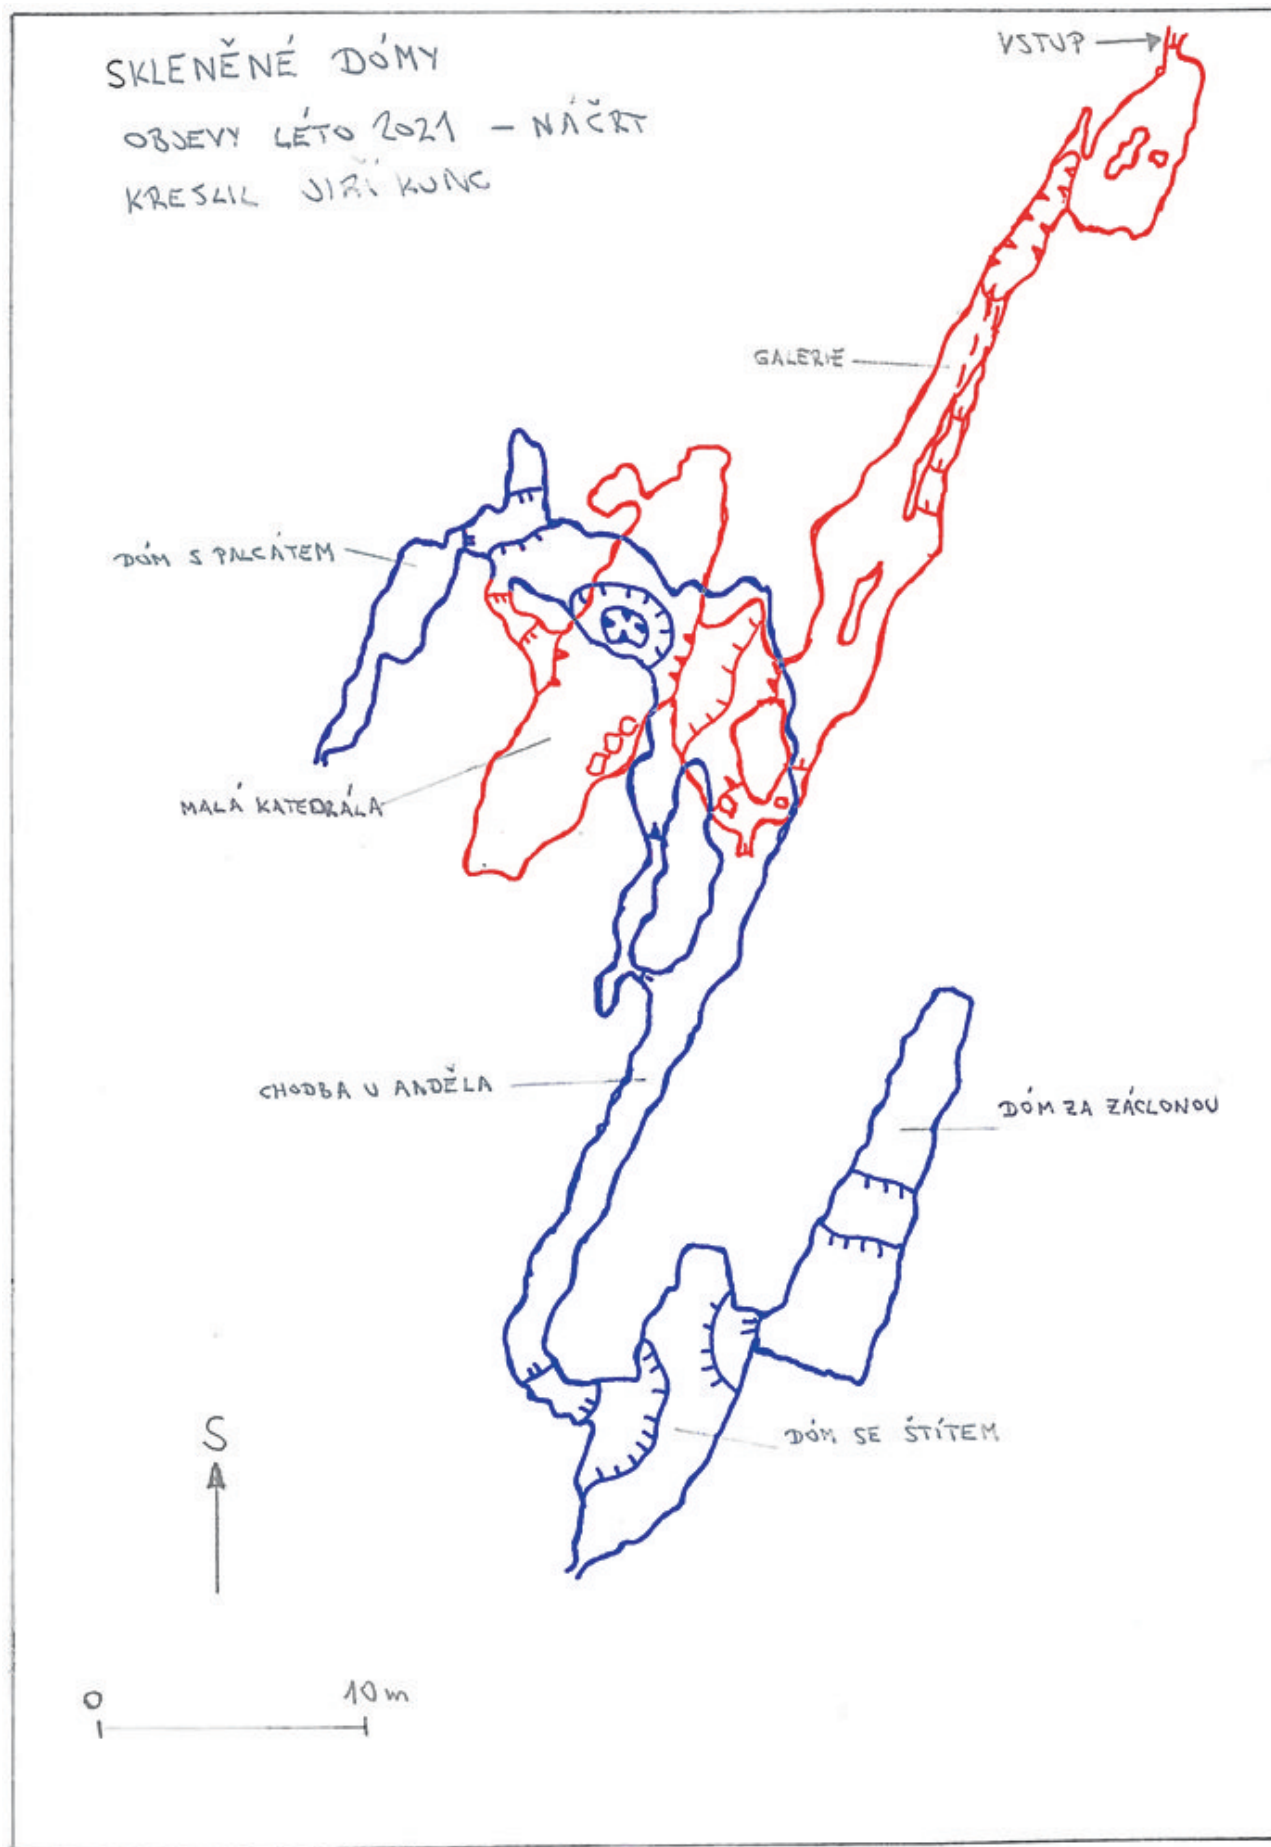 SKLENĚNÉ DÓMY
OBJEVY LÉTO 2021 – NÁČRT
KRESLIL JIŘÍ KUNC
VSTUP
GALERIE
DÓM S PALCÁTEM
MALÁ KATEDRÁLA
CHODBA U ANDĚLA
DÓM ZA ZÁCLONOU
DÓM SE ŠTÍTEM
S
0 10 m